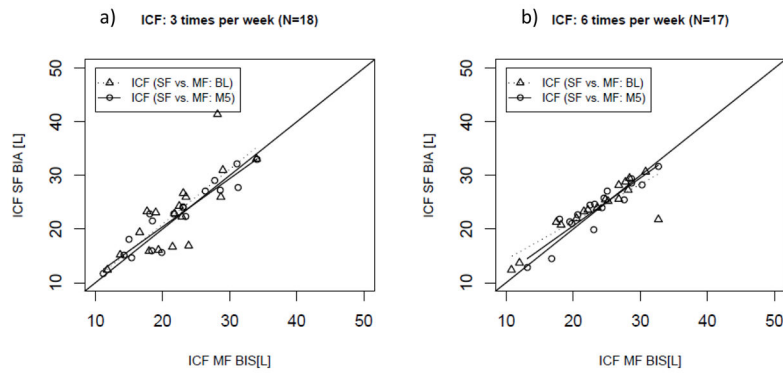 a) ICF: 3 times per week (N=18)
ICF (SF vs. MF: BL)
ICF (SF vs. MF: M5)
50
40
30
20
10
ICF SF BIA [L]
10 20 30 40 50
ICF MF BIS[L]
b) ICF: 6 times per week (N=17)
ICF (SF vs. MF: BL)
ICF (SF vs. MF: M5)
50
40
30
20
10
ICF SF BIA [L]
10 20 30 40 50
ICF MF BIS[L]